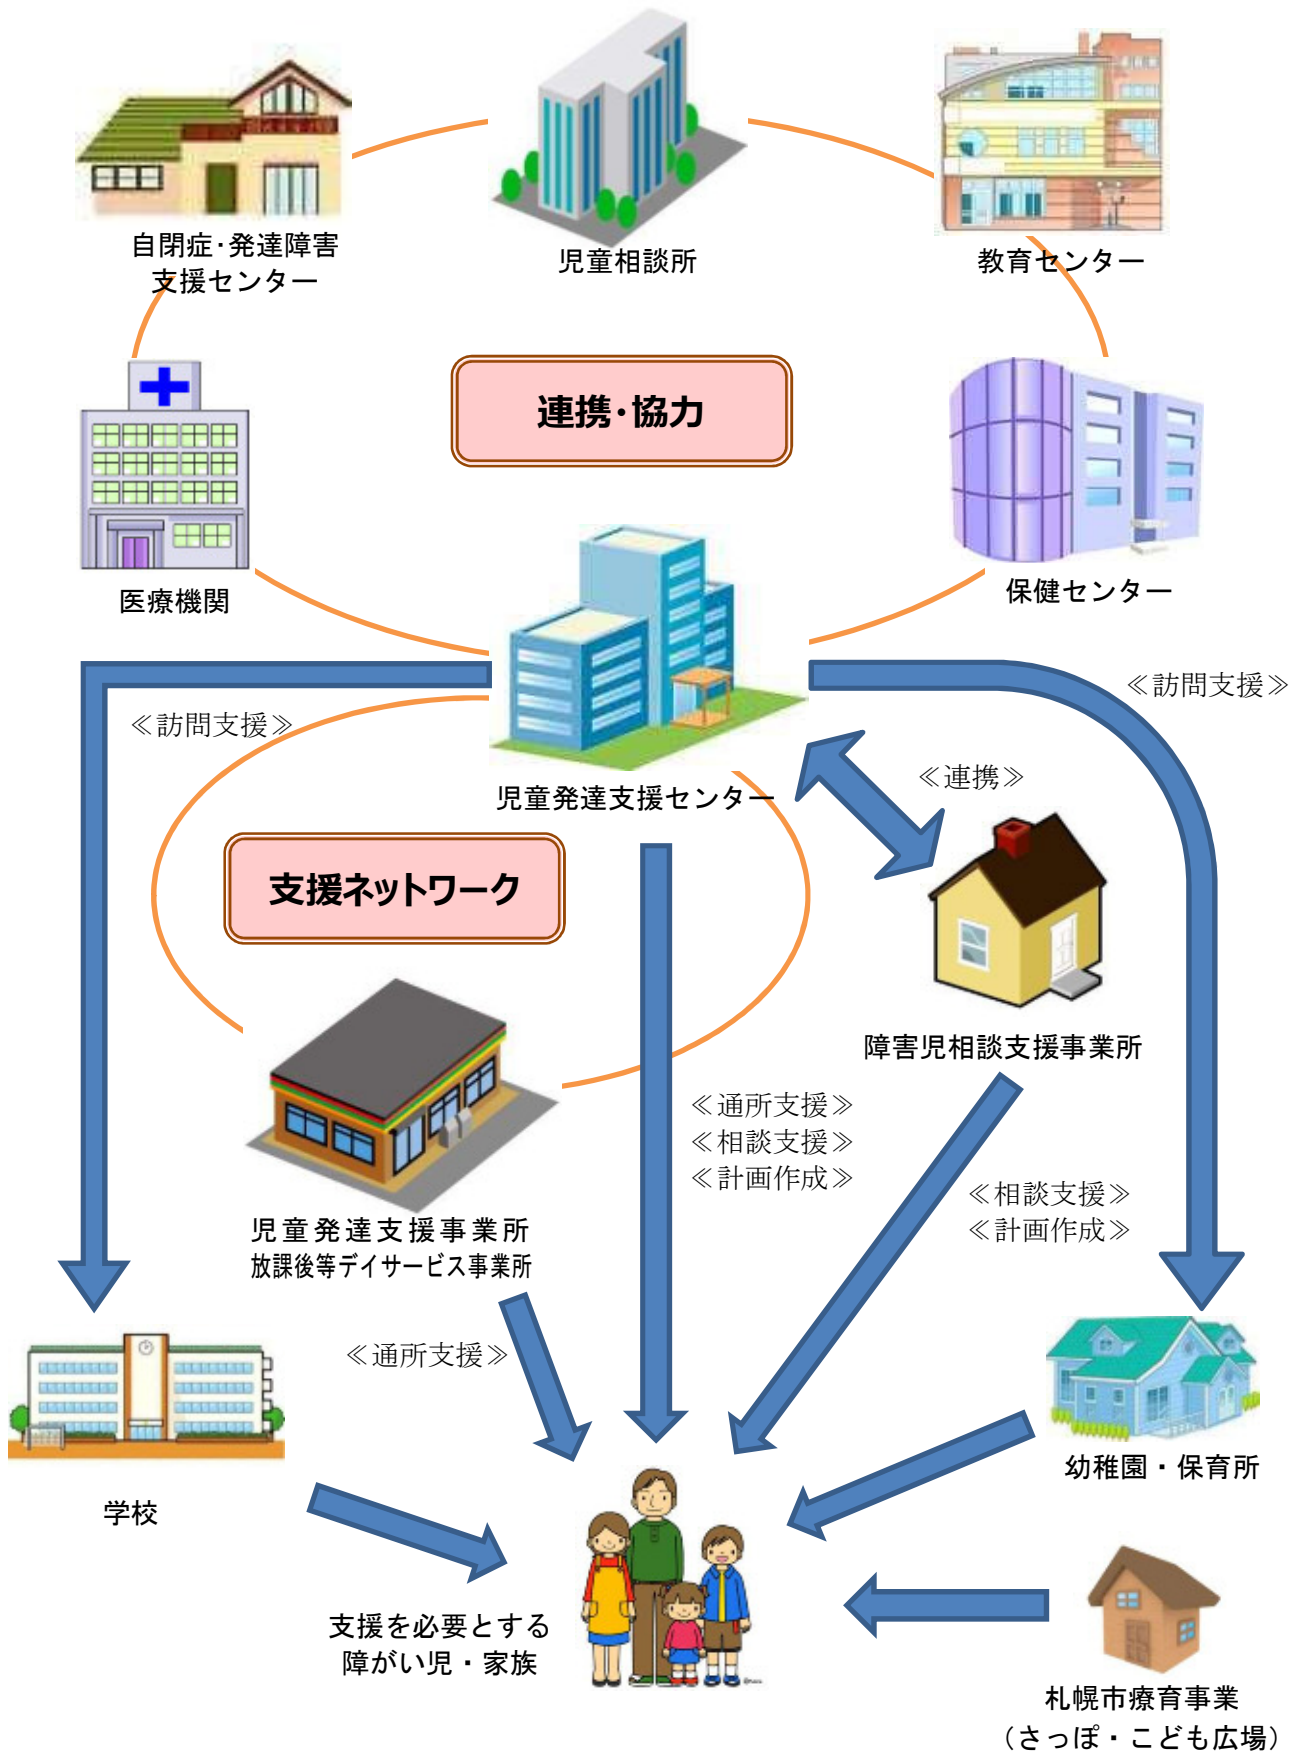 自閉症・発達障害
支援センター
児童相談所
教育センター
連携・協力
医療機関
保健センター
≪訪問支援≫
≪訪問支援≫
≪連携≫
児童発達支援センター
支援ネットワーク
障害児相談支援事業所
≪通所支援≫
≪相談支援≫
≪計画作成≫
≪相談支援≫
≪計画作成≫
児童発達支援事業所
放課後等デイサービス事業所
≪通所支援≫
学校
幼稚園・保育所
支援を必要とする
障がい児・家族
札幌市療育事業
（さっぽ・こども広場）